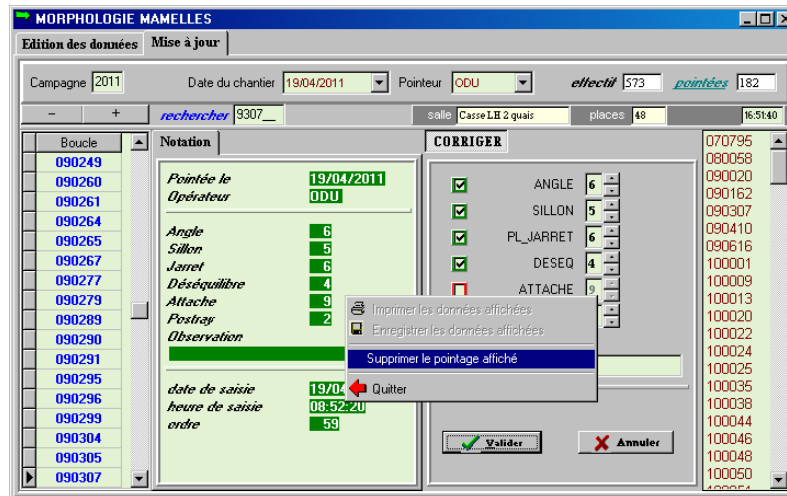 MORPHOLOGIE MAMELLES
Edition des données Mise à jour
Campagne 2011 Date du chantier 19/04/2011 Pointeur ODU effectif 573 pointées 182
- + rechercher 9307__ salle Casse LH 2 quais places 48 16:51:40
Boucle
090249
090260
090261
090264
090265
090267
090277
090279
090289
090290
090291
090295
090296
090299
090304
090305
090307
Notation
Pointée le 19/04/2011
Opérateur ODU
Angle 6
Sillon 5
Jarret 6
Déséquilibre 4
Attache 9
Postray 2
Observation
date de saisie 19/04
heure de saisie 08:52:20
ordre 59
CORRIGER
ANGLE 6
SILLON 5
PL_JARRET 6
DESEQ 4
ATTACHE 9
Imprimer les données affichées
Enregistrer les données affichées
Supprimer le pointage affiché
Quitter
Valider Annuler
070795
080058
090020
090162
090307
090410
090616
100001
100009
100013
100020
100022
100024
100025
100035
100038
100044
100046
100048
100050